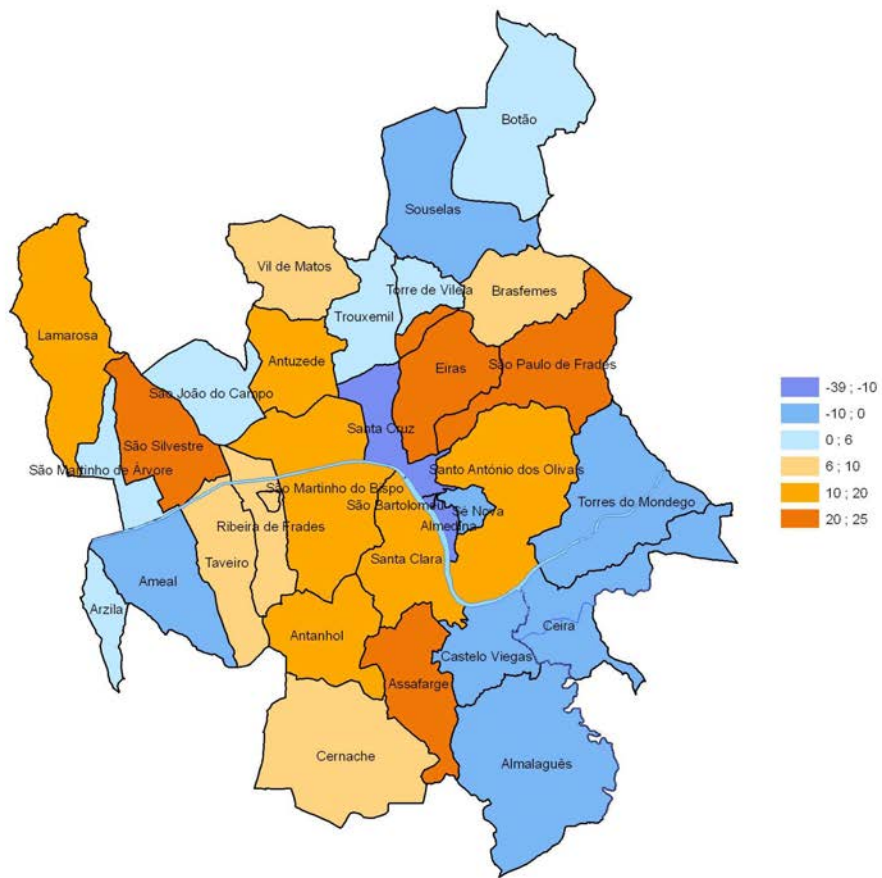 Botão
Souselas
Vil de Matos
Torre de Vilela
Brasfemes
Trouxemil
Lamarosa
Antuzede
Eiras
São Paulo de Frades
São João do Campo
-39 ; -10
-10 ; 0
0 ; 6
6 ; 10
10 ; 20
20 ; 25
Santa Cruz
São Silvestre
São Martinho de Árvore
Santo António dos Olivais
São Martinho do Bispo
São Bartolomeu
Torres do Mondego
Sé Nova
Ribeira de Frades
Almedina
Taveiro
Santa Clara
Ameal
Arzila
Ceira
Antanhol
Castelo Viegas
Assafarge
Cernache
Almalaguês